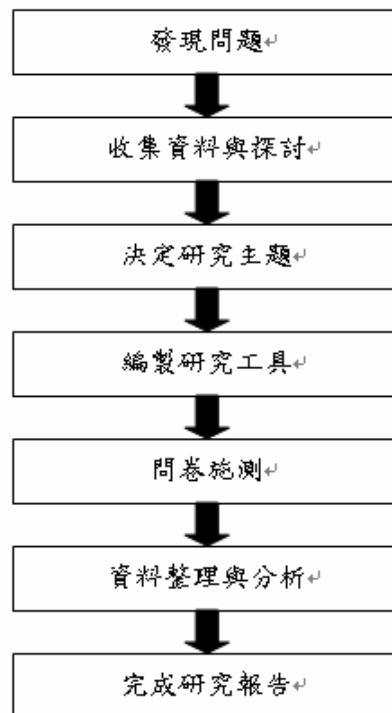 發現問題
收集資料與探討
決定研究主題
編製研究工具
問卷施測
資料整理與分析
完成研究報告